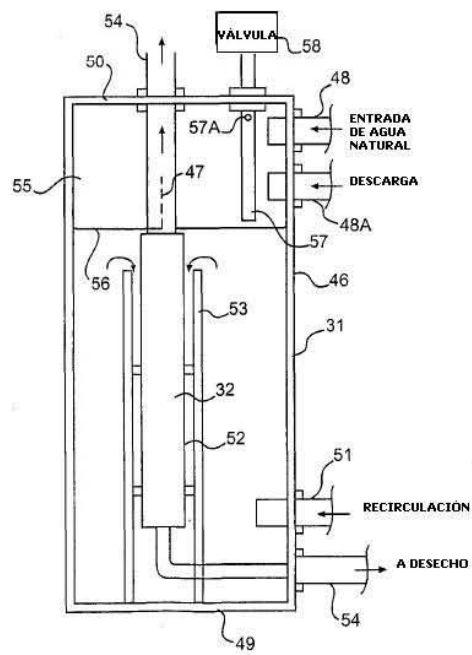 54
VÁLVULA
58
50
48
57A
ENTRADA
DE AGUA
NATURAL
47
55
DESCARGA
57
48A
56
46
53
31
32
52
51
RECIRCULACIÓN
A DESECHO
54
49